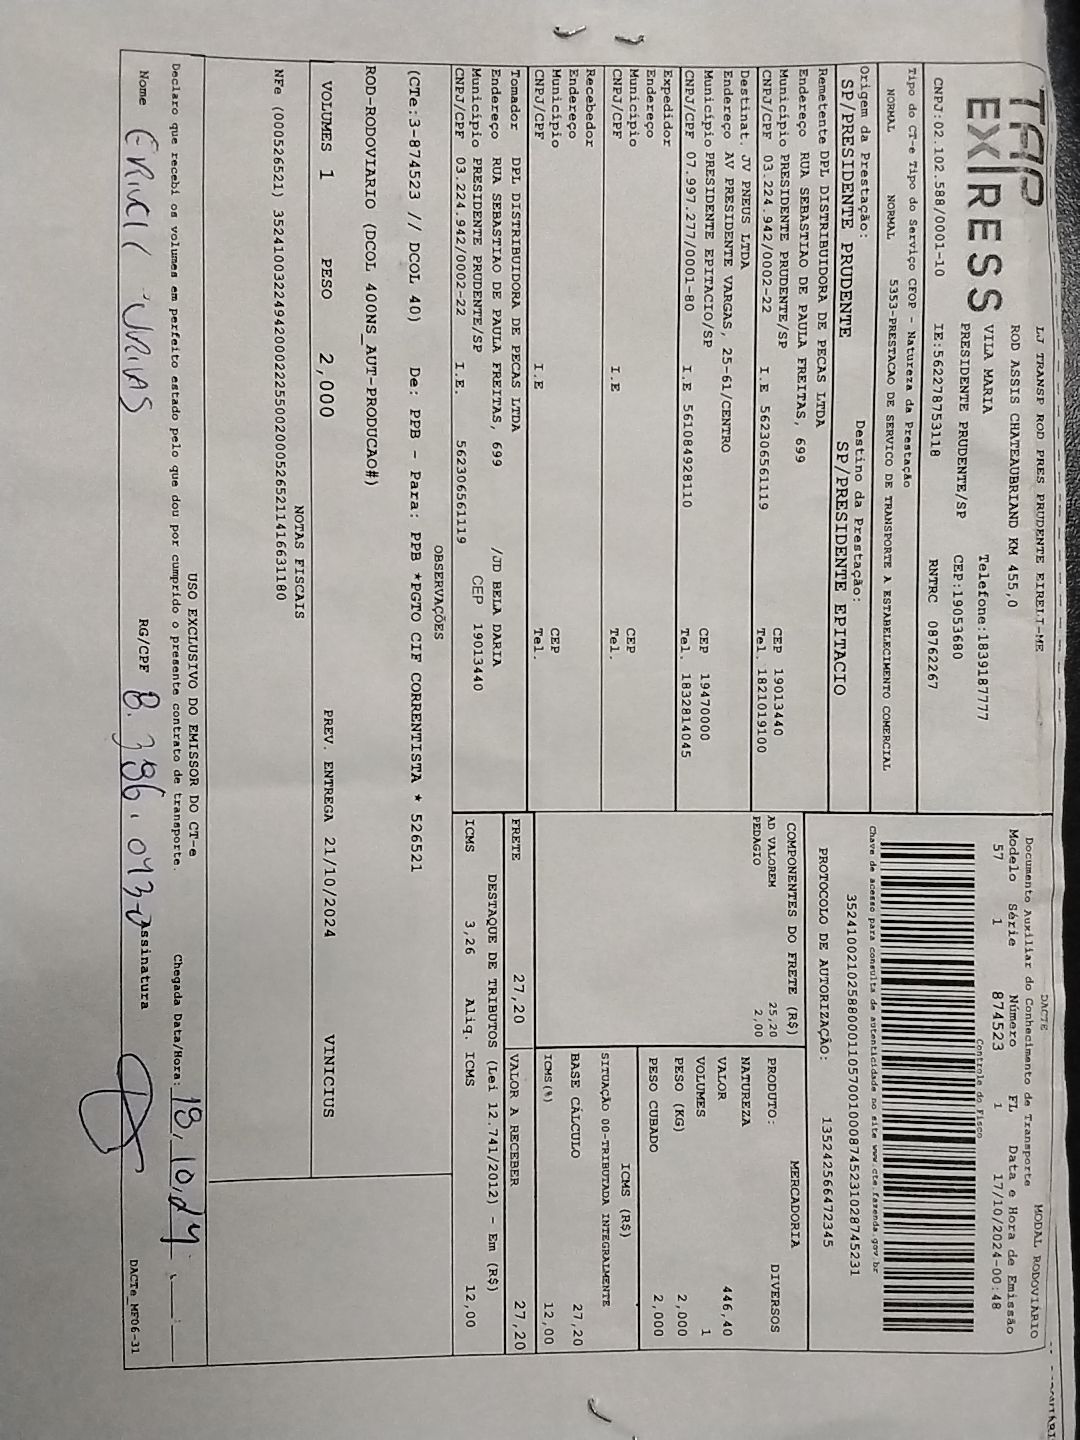 TAP
EX|RESS
LJ TRANSP ROD PRES PRUDENTE EIRELI-ME
ROD ASSIS CHATEAUBRIAND KM 455,0
VILA MARIA Telefone:1839187777
PRESIDENTE PRUDENTE/SP CEP:19053680
CNPJ:02.102.588/0001-10 IE:562278753118 RNTRC 08762267
DACTE MODAL RODOVIÁRIO
Documento Auxiliar do Conhecimento de Transporte
Modelo Série Número FL Data e Hora de Emissão
57 1 874523 1 17/10/2024-00:48
Controle do Fisco
Chave de acesso para consulta de autenticidade no site www.cte.fazenda.gov.br
35241002102588000110570010008745231028745231
PROTOCOLO DE AUTORIZAÇÃO: 135242566472345
Tipo do CT-e Tipo do Serviço CFOP - Natureza da Prestação
NORMAL NORMAL 5353-PRESTACAO DE SERVICO DE TRANSPORTE A ESTABELECIMENTO COMERCIAL
Origem da Prestação: Destino da Prestação:
SP/PRESIDENTE PRUDENTE SP/PRESIDENTE EPITACIO
Remetente DPL DISTRIBUIDORA DE PECAS LTDA
Endereço RUA SEBASTIAO DE PAULA FREITAS, 699
Município PRESIDENTE PRUDENTE/SP CEP 19013440
CNPJ/CPF 03.224.942/0002-22 I.E 562306561119 Tel. 1821019100
Destinat. JV PNEUS LTDA
Endereço AV PRESIDENTE VARGAS, 25-61/CENTRO
Município PRESIDENTE EPITACIO/SP CEP 19470000
CNPJ/CPF 07.997.277/0001-80 I.E 561084928110 Tel. 1832814045
Expedidor
Endereço
Município CEP
CNPJ/CPF I.E Tel.
Recebedor
Endereço
Município CEP
CNPJ/CPF I.E Tel.
Tomador DPL DISTRIBUIDORA DE PECAS LTDA
Endereço RUA SEBASTIAO DE PAULA FREITAS, 699 /JD BELA DARIA
Município PRESIDENTE PRUDENTE/SP CEP 19013440
CNPJ/CPF 03.224.942/0002-22 I.E. 562306561119
COMPONENTES DO FRETE (R$)
AD VALOREM 25,20
PEDAGIO 2,00
MERCADORIA
PRODUTO: DIVERSOS
NATUREZA
VALOR 446,40
VOLUMES 1
PESO (KG) 2,000
PESO CUBADO 2,000
ICMS (R$)
SITUAÇÃO 00-TRIBUTADA INTEGRALMENTE
BASE CÁLCULO 27,20
ICMS(%) 12,00
FRETE 27,20 VALOR A RECEBER 27,20
DESTAQUE DE TRIBUTOS (Lei 12.741/2012) - Em (R$)
ICMS 3,26 Aliq. ICMS 12,00
OBSERVAÇÕES
(CTe:3-874523 // DCOL 40) De: PPB - Para: PPB *PGTO CIF CORRENTISTA * 526521
ROD-RODOVIARIO (DCOL 400NS_AUT-PRODUCAO#)
VOLUMES 1 PESO 2,000 PREV. ENTREGA 21/10/2024 VINICIUS
NOTAS FISCAIS
NFe (000526521) 35241003224942000222550020005265211416631180
USO EXCLUSIVO DO EMISSOR DO CT-e
Declaro que recebi os volumes em perfeito estado pelo que dou por cumprido o presente contrato de transporte. Chegada Data/Hora: 18,10,24
Nome RG/CPF 8.396.043- Assinatura
DACTe_MF06-31